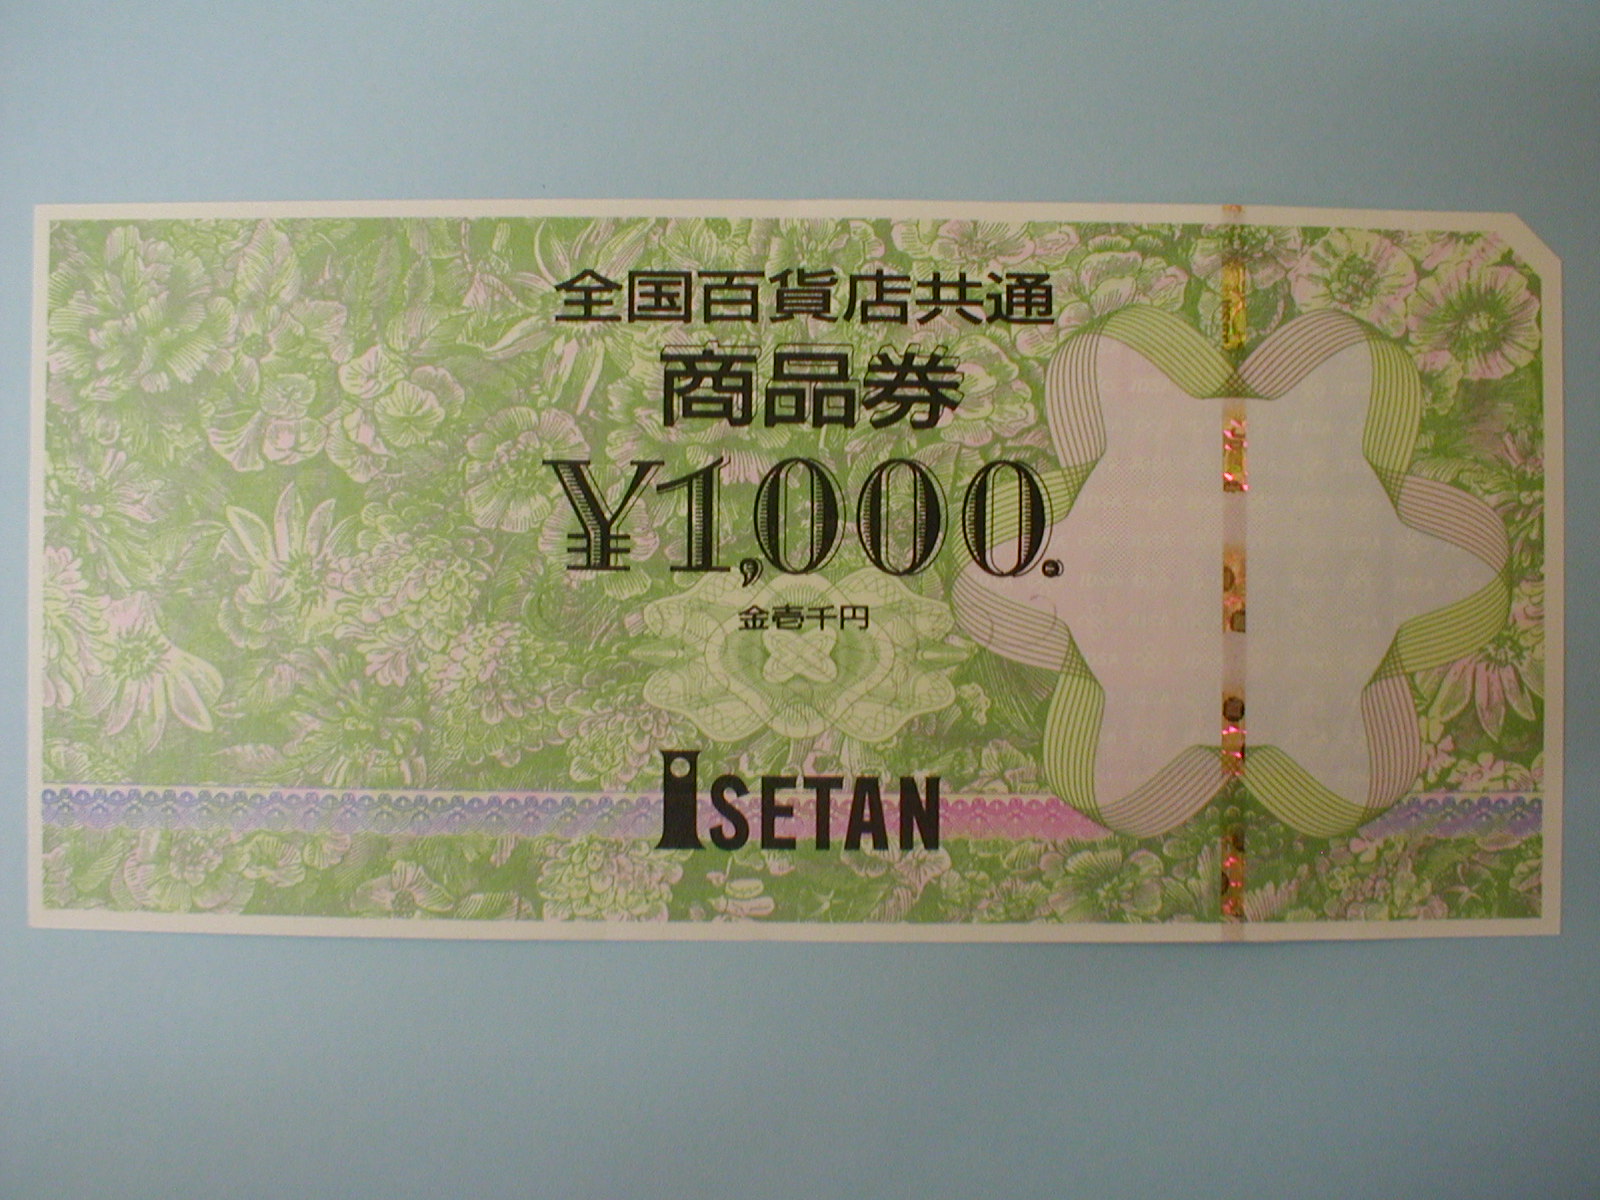 全国百貨店共通
商品券
¥1,000.
金壱千円
ISETAN